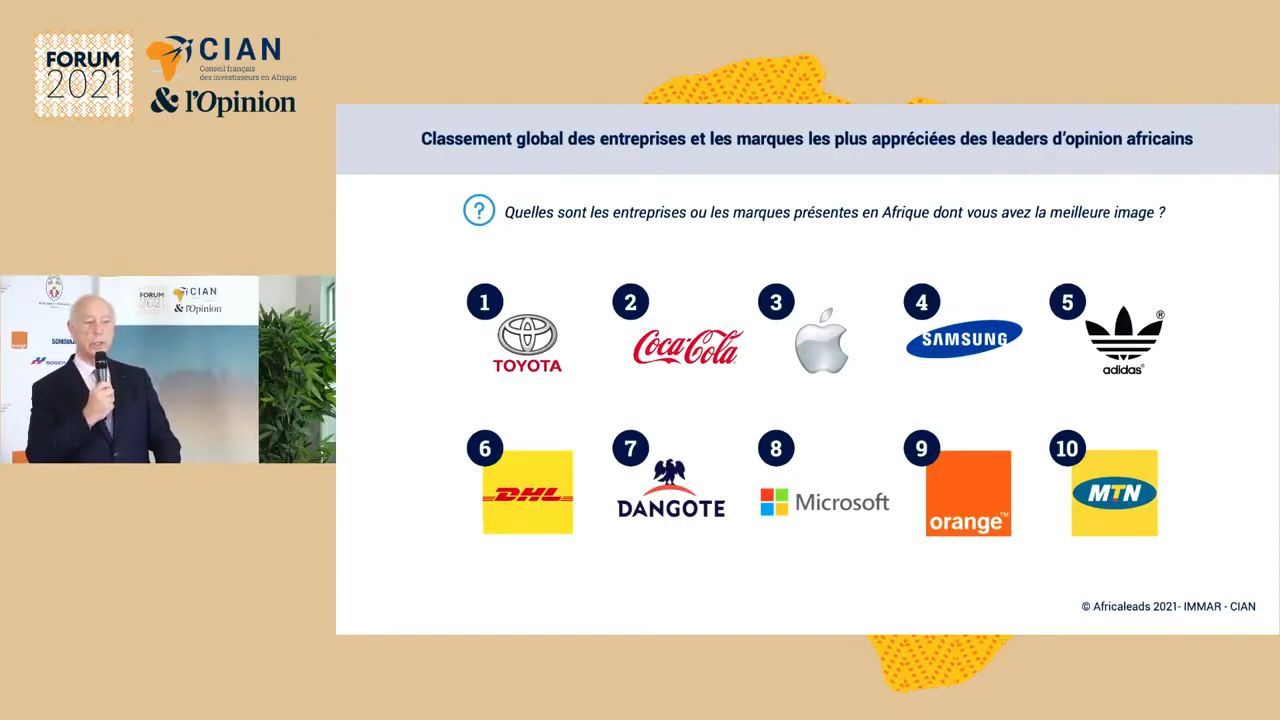 FORUM
2021
CIAN
Conseil français
des investisseurs en Afrique
& l'Opinion
Classement global des entreprises et les marques les plus appréciées des leaders d'opinion africains
? Quelles sont les entreprises ou les marques présentes en Afrique dont vous avez la meilleure image ?
1 2 3 4 5
TOYOTA
Coca-Cola
SAMSUNG
adidas®
®
6 7 8 9 10
DHL
DANGOTE
Microsoft
orange™
MTN
© Africaleads 2021- IMMAR - CIAN
FORUM
2021
CIAN
& l'Opinion
orange